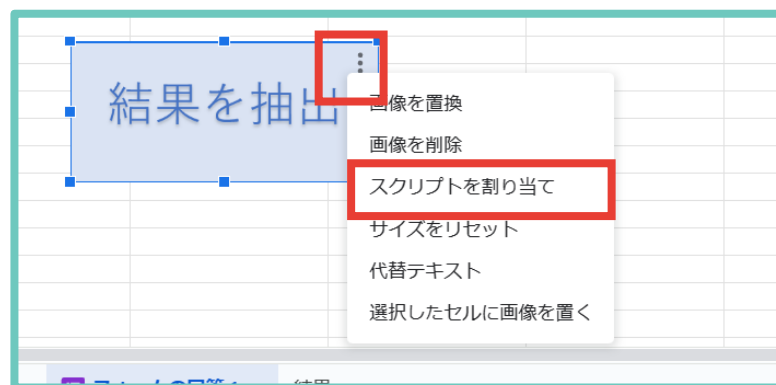 結果を抽出
画像を置換
画像を削除
スクリプトを割り当て
サイズをリセット
代替テキスト
選択したセルに画像を置く